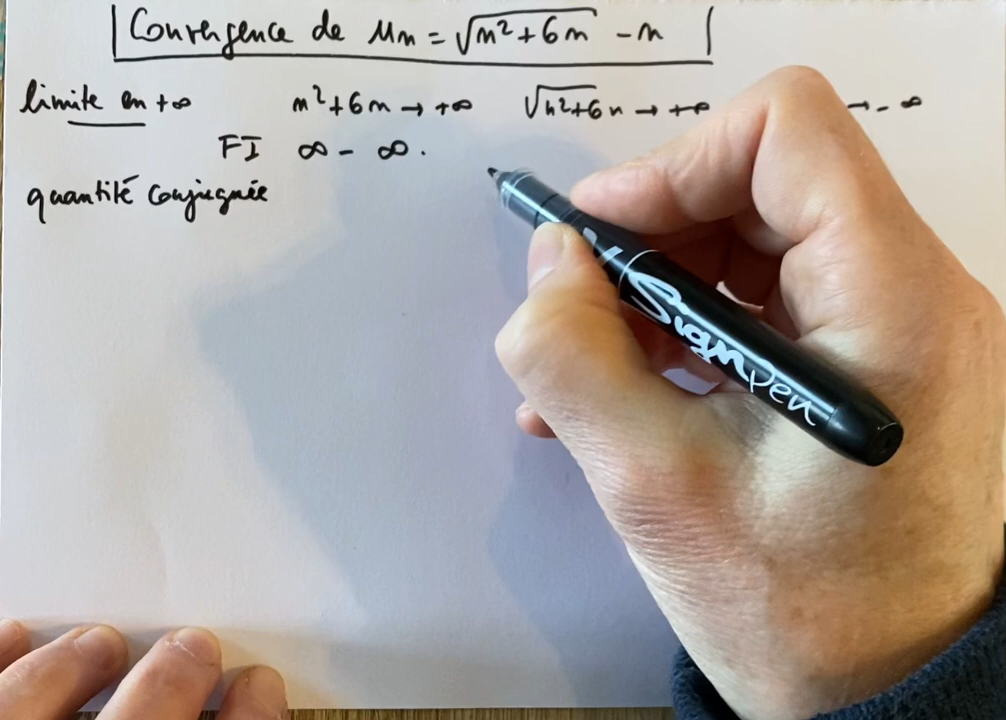 Convergence de un = √n²+6n - n
limite en +∞ n²+6n → +∞ √n²+6n → +∞ → - ∞
FI ∞ - ∞.
quantité conjuguée
SignPen